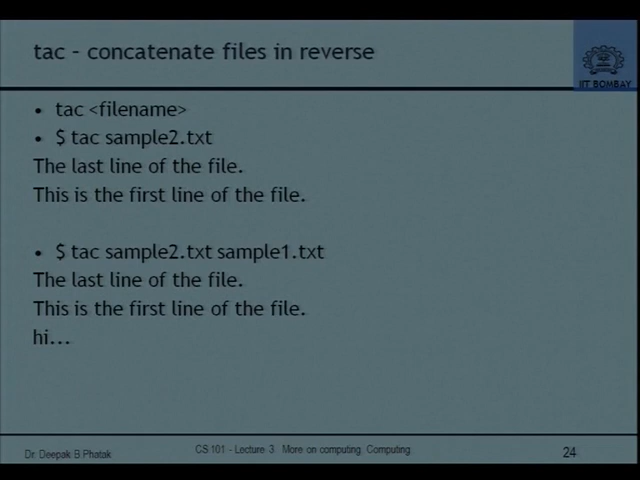 tac – concatenate files in reverse
IIT BOMBAY
• tac <filename>
• $ tac sample2.txt
The last line of the file.
This is the first line of the file.
• $ tac sample2.txt sample1.txt
The last line of the file.
This is the first line of the file.
hi...
Dr. Deepak B Phatak
CS 101 - Lecture 3 More on computing Computing
24